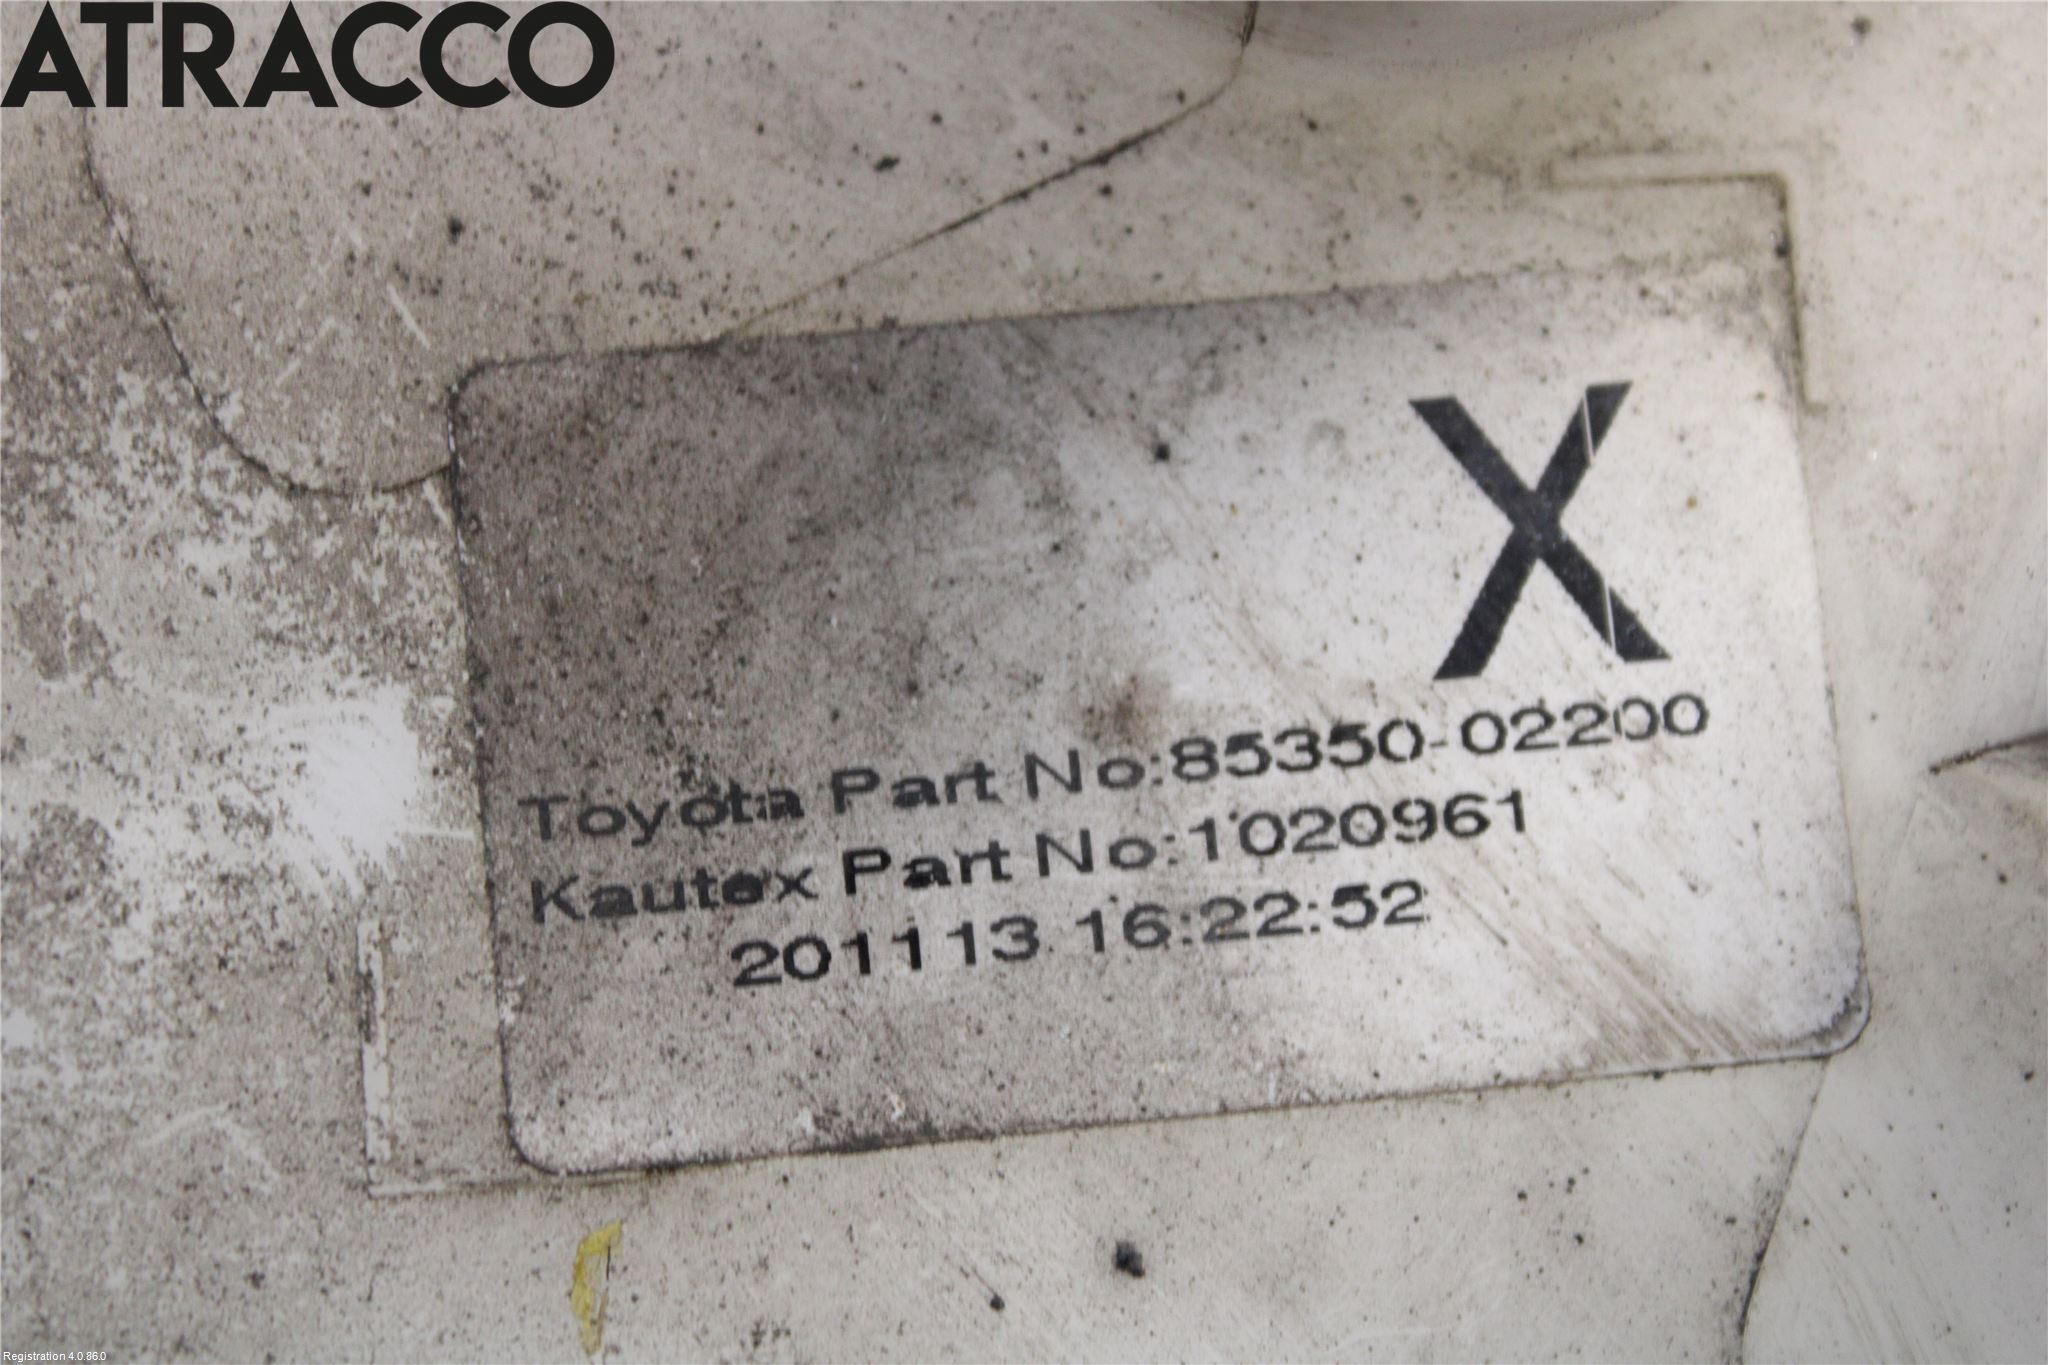 ATRACCO
X
Toyota Part No:85350-02200
Kautex Part No:1020961
201113 16:22:52
Registration 4.0.86.0